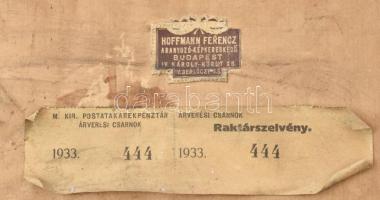 HOFFMANN FERENCZ
ARANYOZÓ-KÉPKERESKEDŐ
BUDAPEST
IV. KÁROLY-KÖRÚT
M. KIR. POSTATAKARÉKPÉNZTÁR
ÁRVERÉSI CSARNOK
1933. 444
ÁRVERÉSI CSARNOK
Raktárszelvény.
1933. 444
darabanth